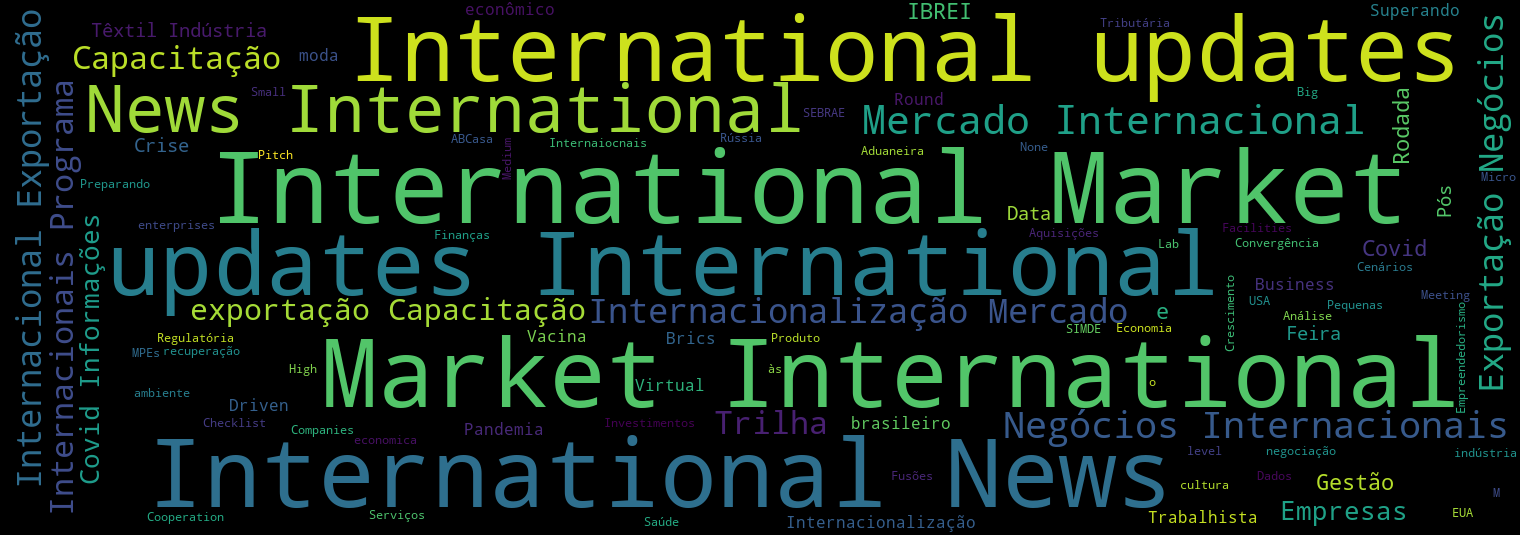 econômico
IBREI
Superando
International updates
Tributária
Têxtil Indústria
Capacitação
moda
News International
Small
Round
Big
SEBRAE
Mercado Internacional
Rodada
Exportação Negócios
Internacional Exportação
Internacionais Programa
Crise
ABCasa
Internaiocnais
Rússia
Pitch
Medium
Aduaneira
None
International Market
Preparando
Micro
Pós
Data
enterprises
Covid Informações
updates International
Finanças
Aquisições
Facilities
Lab
Convergência
Covid
Cenários
Business
exportação Capacitação
Internacionalização Mercado
e
USA
Pequenas
Meeting
Análise
Crescimento
Regulatória
Vacina
Brics
Produto
SIMDE
Economia
Feira
MPEs
recuperação
Market International
High
às
Virtual
o
Empreendedorismo
ambiente
Driven
Checklist
Companies
Pandemia
Investimentos
Trilha
brasileiro
Negócios Internacionais
economica
International News
level
negociação
indústria
Fusões
cultura
Dados
Gestão
M
Cooperation
Serviços
Saúde
Internacionalização
Trabalhista
Empresas
EUA